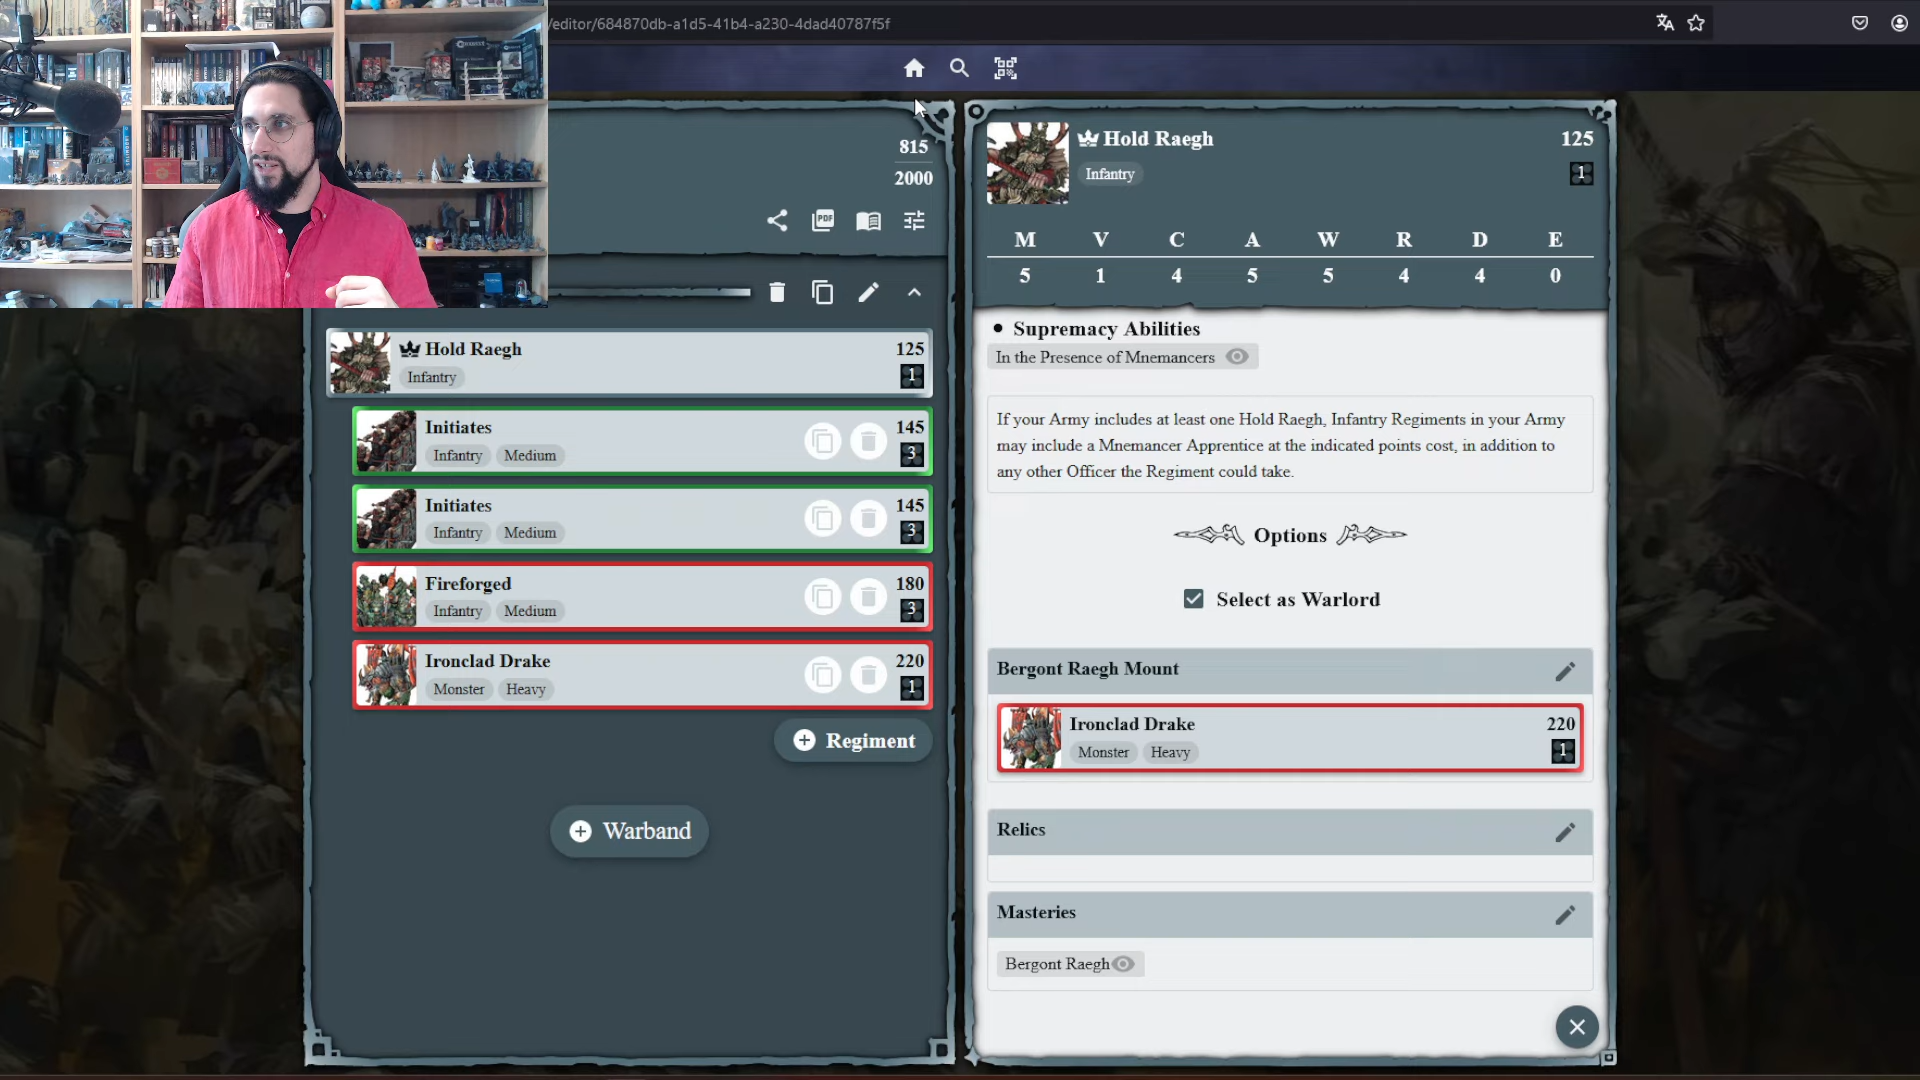 /editor/684870db-a1d5-41b4-a230-4dad40787f5f
815
2000
PDF
Hold Raegh
125
Infantry
1
Initiates
145
Infantry
Medium
3
Initiates
145
Infantry
Medium
3
Fireforged
180
Infantry
Medium
3
Ironclad Drake
220
Monster
Heavy
1
Regiment
Warband
Hold Raegh
125
Infantry
1
M V C A W R D E
5 1 4 5 5 4 4 0
Supremacy Abilities
In the Presence of Mnemancers
If your Army includes at least one Hold Raegh, Infantry Regiments in your Army
may include a Mnemancer Apprentice at the indicated points cost, in addition to
any other Officer the Regiment could take.
Options
Select as Warlord
Bergont Raegh Mount
Ironclad Drake
220
Monster
Heavy
1
Relics
Masteries
Bergont Raegh